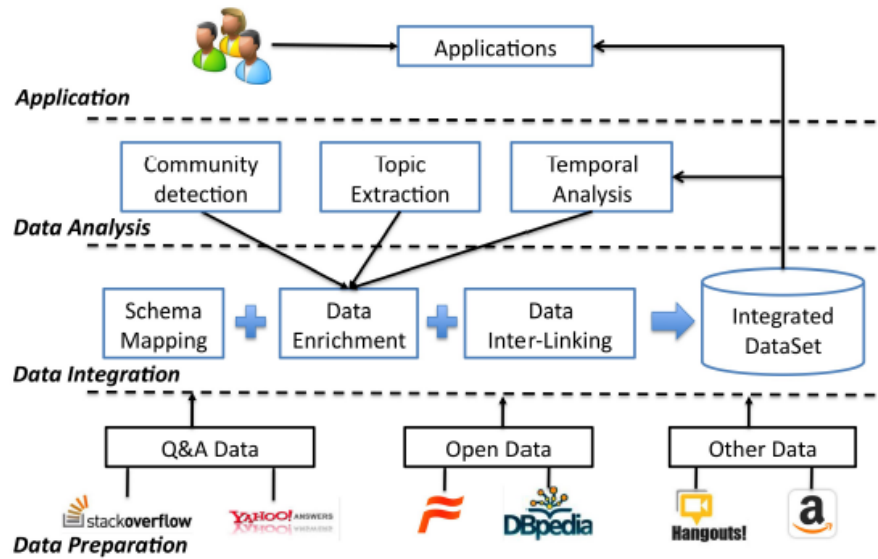 Applications
Application
Community
detection
Topic
Extraction
Temporal
Analysis
Data Analysis
Schema
Mapping
Data
Enrichment
Data
Inter-Linking
Integrated
DataSet
Data Integration
Q&A Data
Open Data
Other Data
stackoverflow
YAHOO! ANSWERS
DBpedia
Hangouts!
a
Data Preparation